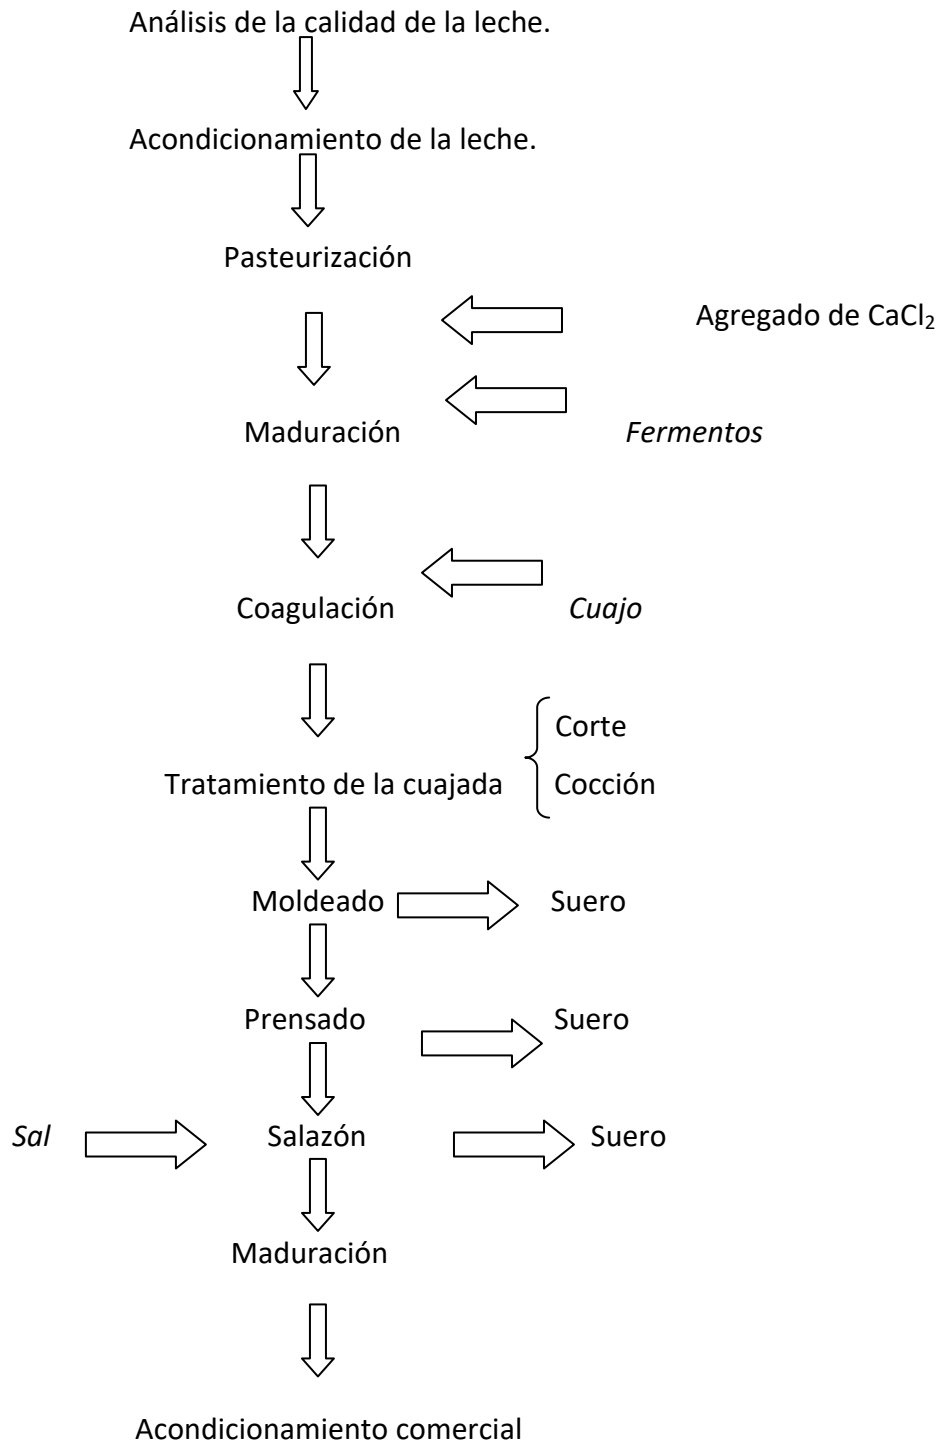 Análisis de la calidad de la leche.
Acondicionamiento de la leche.
Pasteurización
Agregado de CaCl₂
Maduración
Fermentos
Coagulación
Cuajo
Corte
Tratamiento de la cuajada
Cocción
Moldeado
Suero
Prensado
Suero
Sal
Salazón
Suero
Maduración
Acondicionamiento comercial